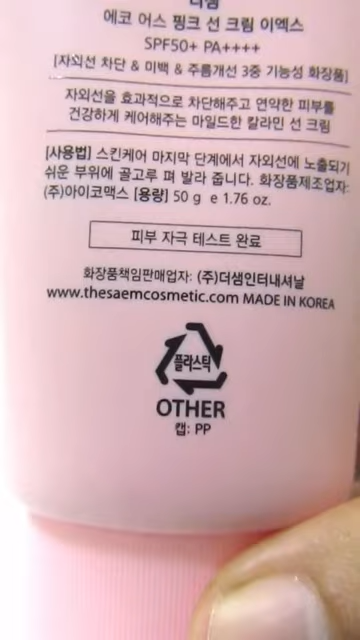 더샘
에코 어스 핑크 선 크림 이엑스
SPF50+ PA++++
[자외선 차단 & 미백 & 주름개선 3중 기능성 화장품]
자외선을 효과적으로 차단해주고 연약한 피부를
건강하게 케어해주는 마일드한 칼라민 선 크림
[사용법] 스킨케어 마지막 단계에서 자외선에 노출되기
쉬운 부위에 골고루 펴 발라 줍니다. 화장품제조업자:
(주)아이코맥스 [용량] 50 g e 1.76 oz.
피부 자극 테스트 완료
화장품책임판매업자: (주)더샘인터내셔날
www.thesaemcosmetic.com MADE IN KOREA
플라스틱
OTHER
캡: PP